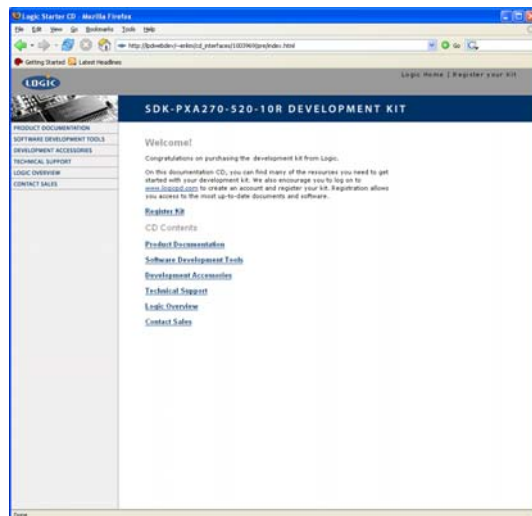 Logic Starter CD - Mozilla Firefox
File Edit View Go Bookmarks Tools Help
Go
Getting Started Latest Headlines
LOGIC
Logic Home | Register your Kit
SDK-PXA270-520-10R DEVELOPMENT KIT
PRODUCT DOCUMENTATION
SOFTWARE DEVELOPMENT TOOLS
DEVELOPMENT ACCESSORIES
TECHNICAL SUPPORT
LOGIC OVERVIEW
CONTACT SALES
Welcome!
Congratulations on purchasing the development kit from Logic.
On this documentation CD, you can find many of the resources you need to get
started with your development kit. We also encourage you to log on to
www.logicpd.com to create an account and register your kit. Registration allows
you access to the most up-to-date documents and software.
Register Kit
CD Contents
Product Documentation
Software Development Tools
Development Accessories
Technical Support
Logic Overview
Contact Sales
Done